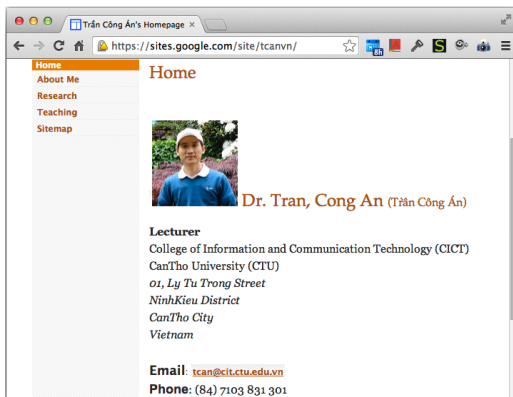 Trần Công Án's Homepage ×
https://sites.google.com/site/tcanvn/
8h
S
Home
About Me
Research
Teaching
Sitemap
Home
Dr. Tran, Cong An (Trần Công Án)
Lecturer
College of Information and Communication Technology (CICT)
CanTho University (CTU)
01, Ly Tu Trong Street
NinhKieu District
CanTho City
Vietnam
Email: tcan@cit.ctu.edu.vn
Phone: (84) 7103 831 301